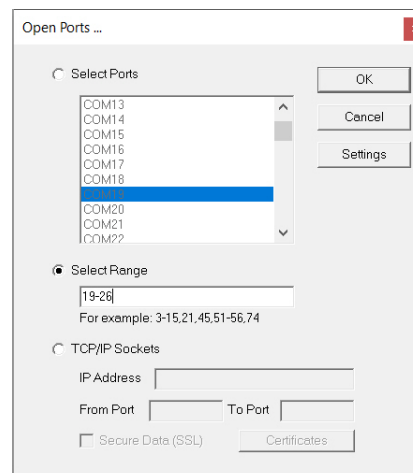 Open Ports ...
Select Ports
OK
COM13
COM14
COM15
Cancel
COM16
COM17
Settings
COM18
COM19
COM20
COM21
COM22
Select Range
19-26
For example: 3-15,21,45,51-56,74
TCP/IP Sockets
IP Address
From Port To Port
Secure Data (SSL) Certificates